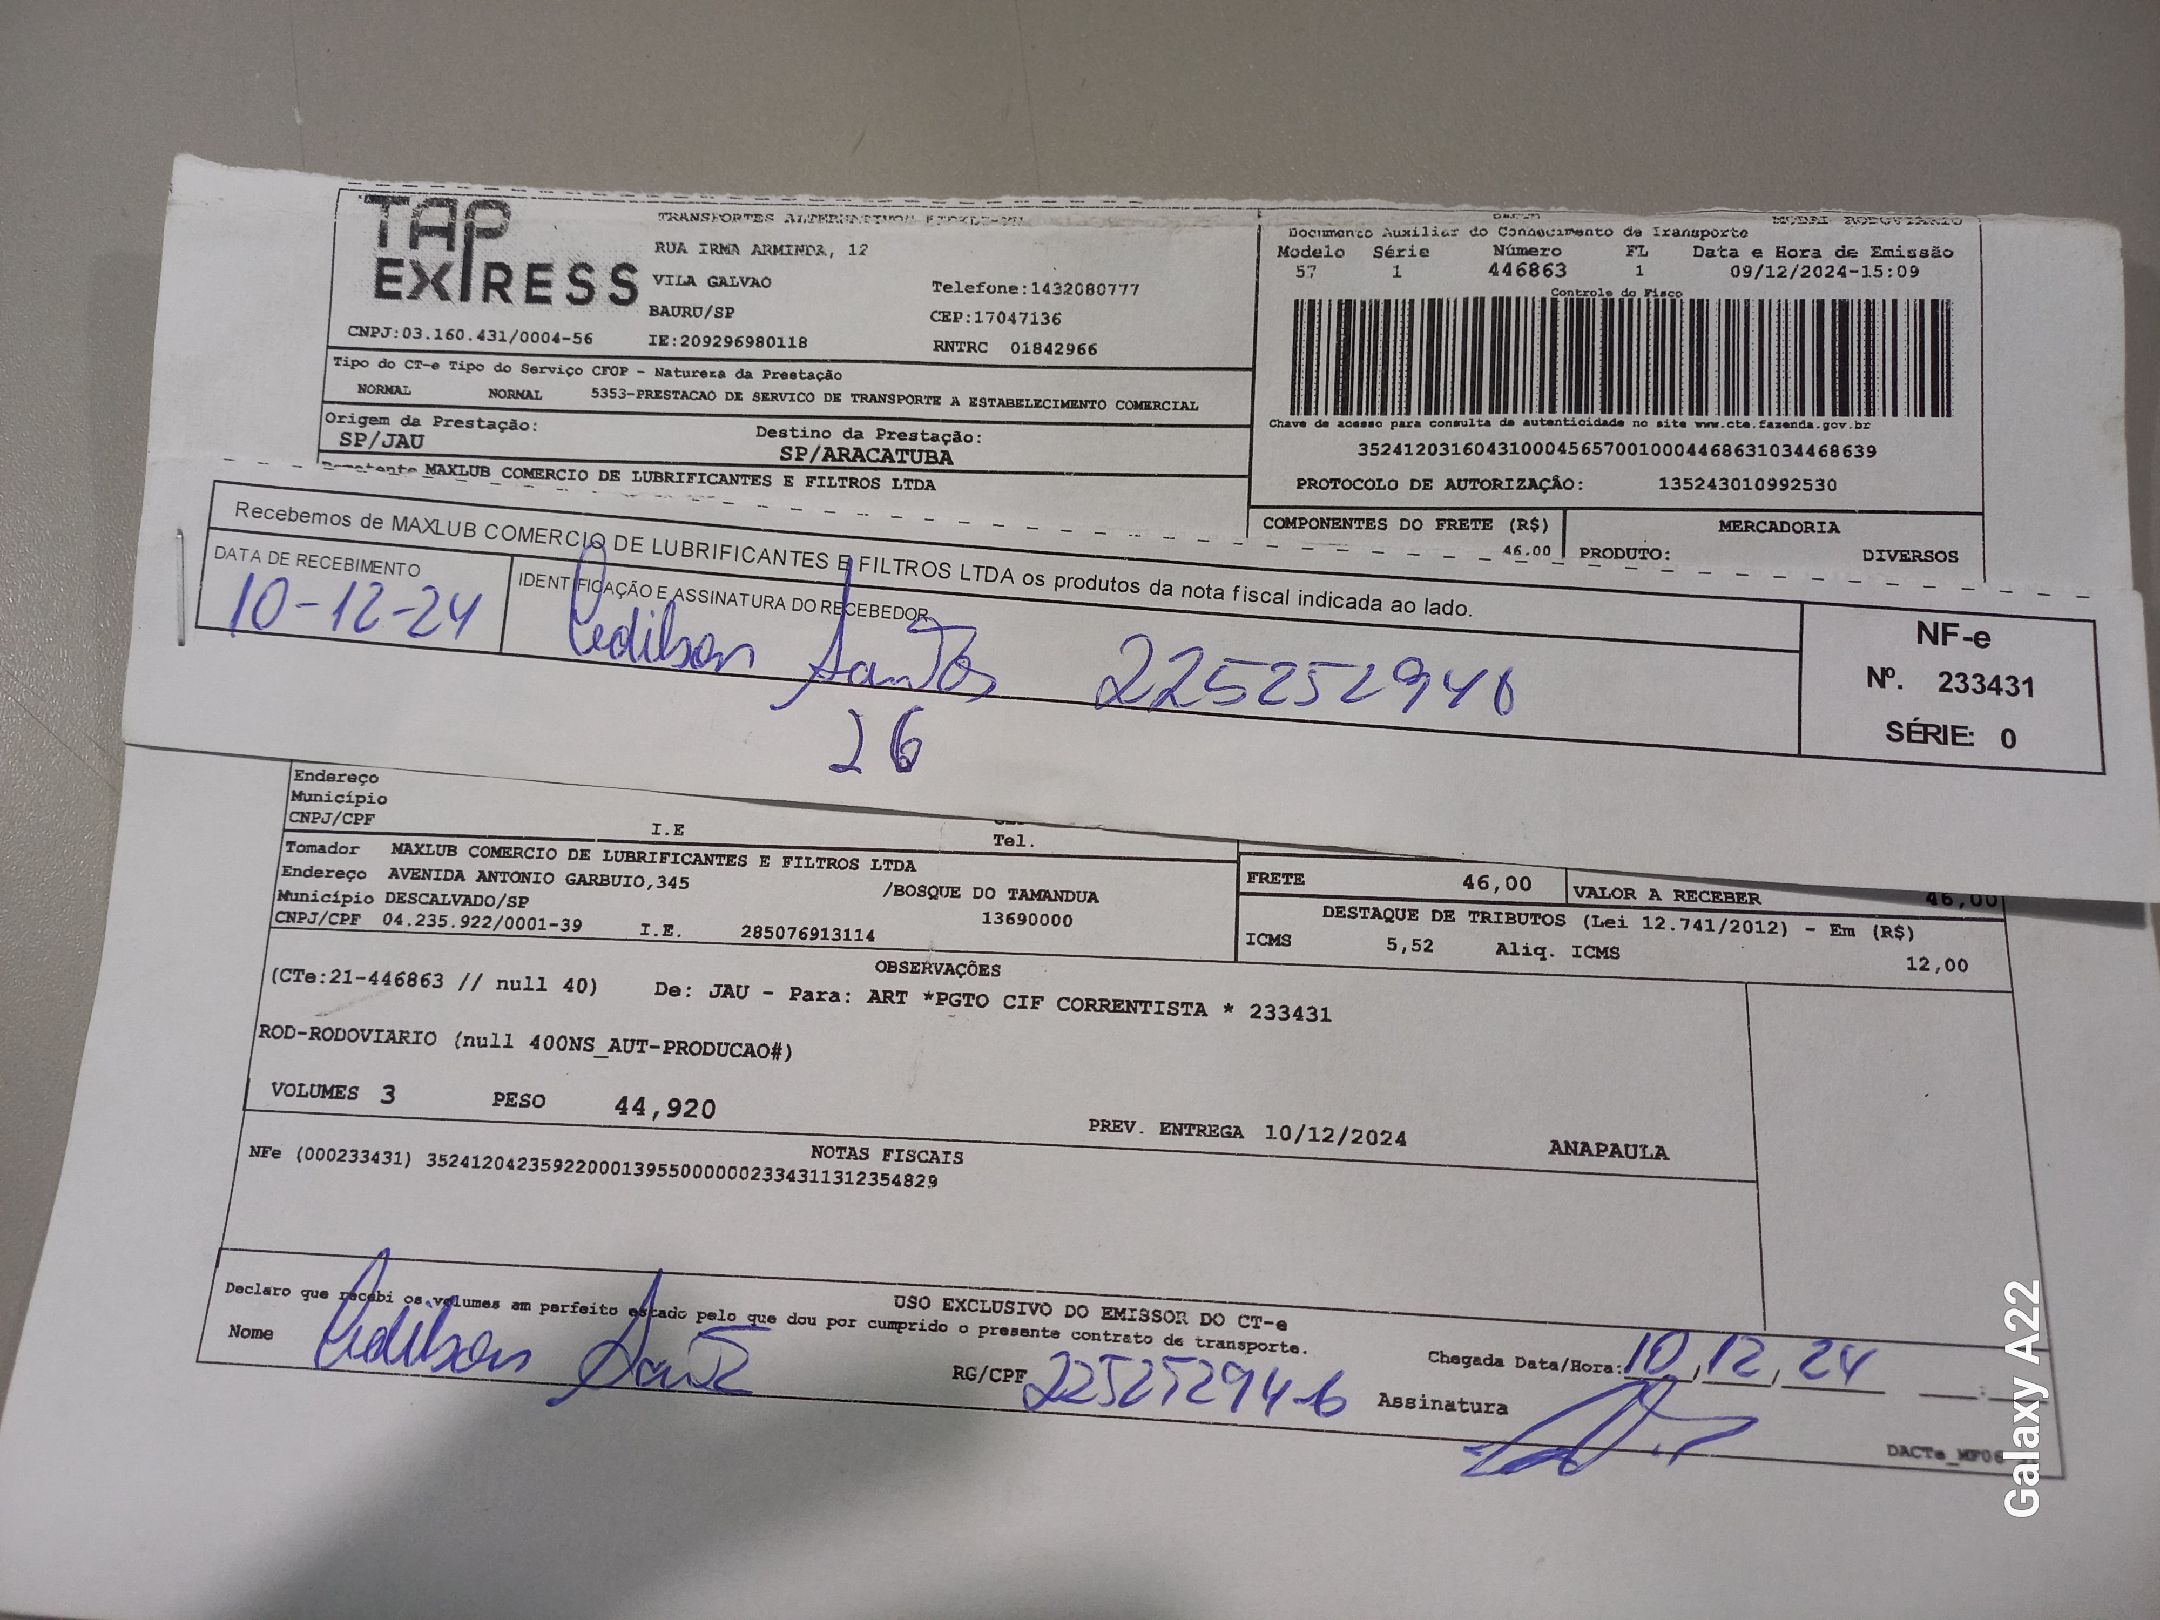 TAP
EXPRESS
RUA IRMA ARMINDA, 12
VILA GALVAO
BAURU/SP
Telefone:1432080777
CEP:17047136
CNPJ:03.160.431/0004-56 IE:209296980118 RNTRC 01842966
MODAL RODOVIÁRIO
Documento Auxiliar do Conhecimento de Transporte
Modelo Série Número FL Data e Hora de Emissão
57 1 446863 1 09/12/2024-15:09
Controle do Fisco
Chave de acesso para consulta de autenticidade no site www.cte.fazenda.gov.br
35241203160431000456570010004468631034468639
PROTOCOLO DE AUTORIZAÇÃO: 135243010992530
Tipo do CT-e Tipo do Serviço CFOP - Natureza da Prestação
NORMAL NORMAL 5353-PRESTACAO DE SERVICO DE TRANSPORTE A ESTABELECIMENTO COMERCIAL
Origem da Prestação: Destino da Prestação:
SP/JAU SP/ARACATUBA
Remetente MAXLUB COMERCIO DE LUBRIFICANTES E FILTROS LTDA
COMPONENTES DO FRETE (R$) MERCADORIA
46,00 PRODUTO: DIVERSOS
Recebemos de MAXLUB COMERCIO DE LUBRIFICANTES E FILTROS LTDA os produtos da nota fiscal indicada ao lado.
DATA DE RECEBIMENTO IDENTIFICAÇÃO E ASSINATURA DO RECEBEDOR
10-12-24 Santos 225252946
26
NF-e
Nº. 233431
SÉRIE: 0
Endereço
Município
CNPJ/CPF I.E Tel.
Tomador MAXLUB COMERCIO DE LUBRIFICANTES E FILTROS LTDA
Endereço AVENIDA ANTONIO GARBUIO,345 /BOSQUE DO TAMANDUA
Município DESCALVADO/SP 13690000
CNPJ/CPF 04.235.922/0001-39 I.E. 285076913114
FRETE 46,00 VALOR A RECEBER 46,00
DESTAQUE DE TRIBUTOS (Lei 12.741/2012) - Em (R$)
ICMS 5,52 Aliq. ICMS 12,00
OBSERVAÇÕES
(CTe:21-446863 // null 40) De: JAU - Para: ART *PGTO CIF CORRENTISTA * 233431
ROD-RODOVIARIO (null 400NS_AUT-PRODUCAO#)
VOLUMES 3 PESO 44,920 PREV. ENTREGA 10/12/2024 ANAPAULA
NOTAS FISCAIS
NFe (000233431) 35241204235922000139550000002334311312354829
USO EXCLUSIVO DO EMISSOR DO CT-e
Declaro que recebi os volumes em perfeito estado pelo que dou por cumprido o presente contrato de transporte.
Nome RG/CPF 22525294-6 Assinatura
Chegada Data/Hora: 10,12,24
DACTe_MF06
Galaxy A22